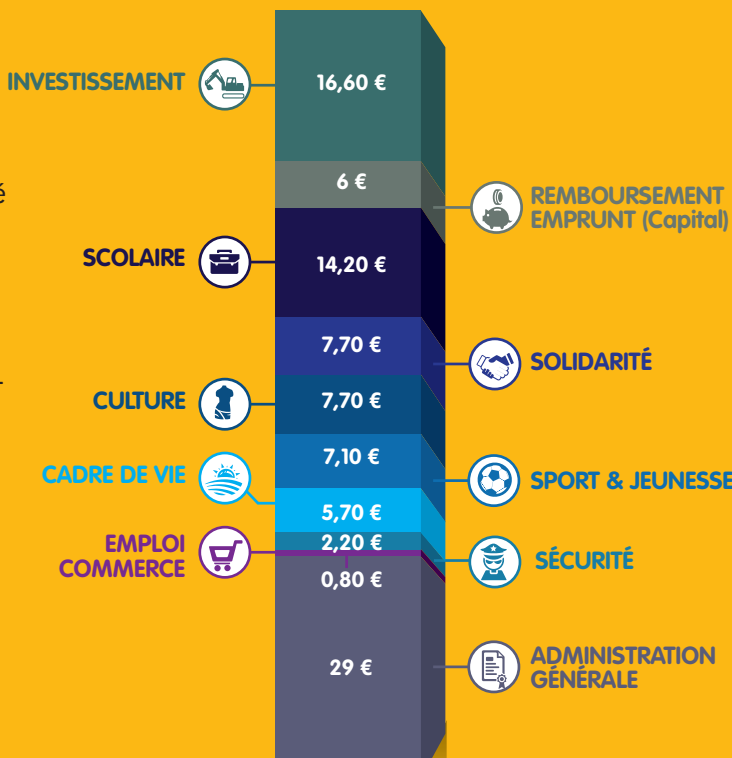 INVESTISSEMENT
16,60 €
é
6 €
REMBOURSEMENT
EMPRUNT (Capital)
SCOLAIRE
14,20 €
7,70 €
SOLIDARITÉ
CULTURE
7,70 €
7,10 €
CADRE DE VIE
SPORT & JEUNESSE
5,70 €
2,20 €
EMPLOI
COMMERCE
SÉCURITÉ
0,80 €
29 €
ADMINISTRATION
GÉNÉRALE